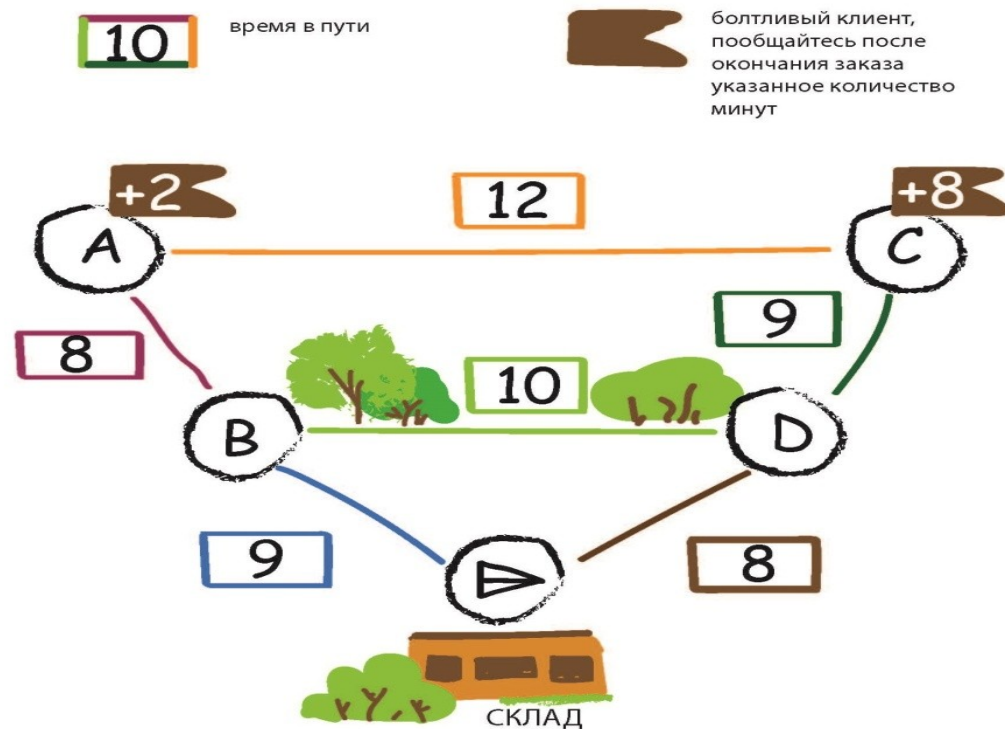 10
время в пути
болтливый клиент,
пообщайтесь после
окончания заказа
указанное количество
минут
+2
12
+8
A
C
8
9
10
B
D
9
8
СКЛАД